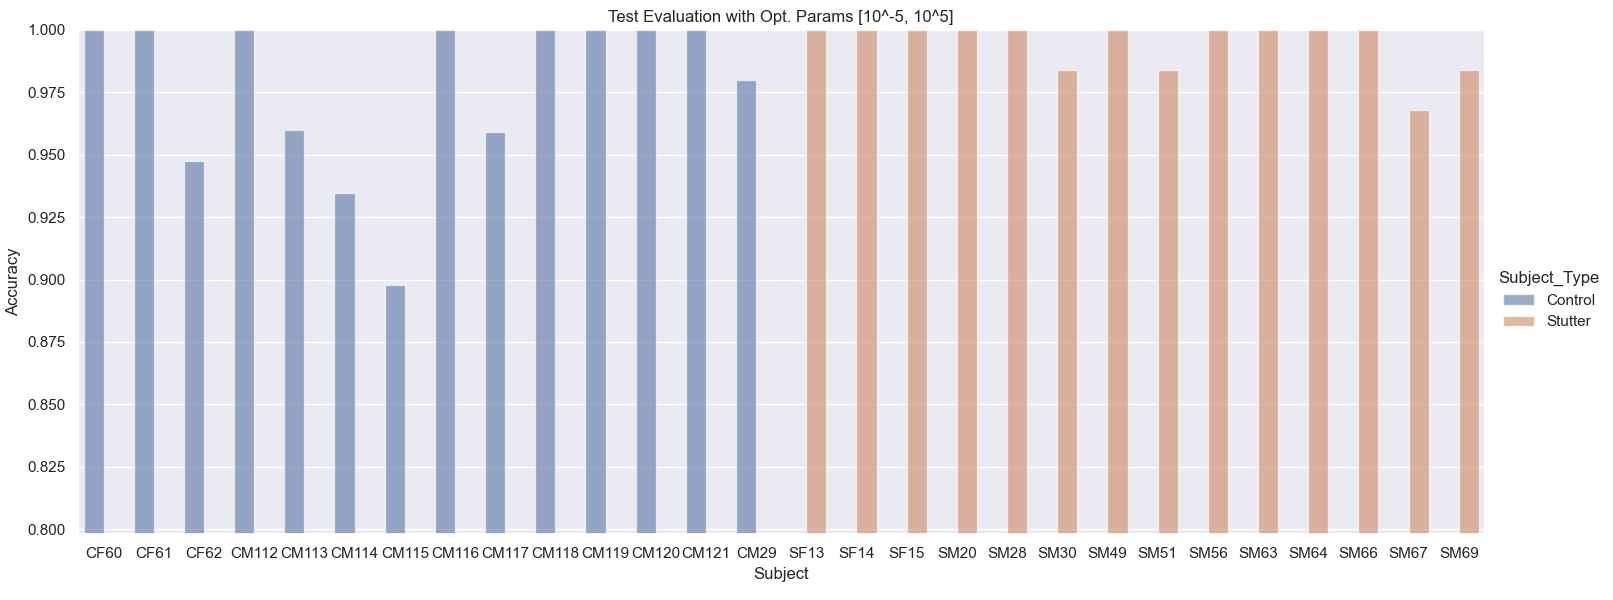 Test Evaluation with Opt. Params [10^-5, 10^5]
1.000
0.975
0.950
0.925
0.900
0.875
0.850
0.825
0.800
Accuracy
CF60 CF61 CF62 CM112 CM113 CM114 CM115 CM116 CM117 CM118 CM119 CM120 CM121 CM29 SF13 SF14 SF15 SM20 SM28 SM30 SM49 SM51 SM56 SM63 SM64 SM66 SM67 SM69
Subject
Subject_Type
Control
Stutter